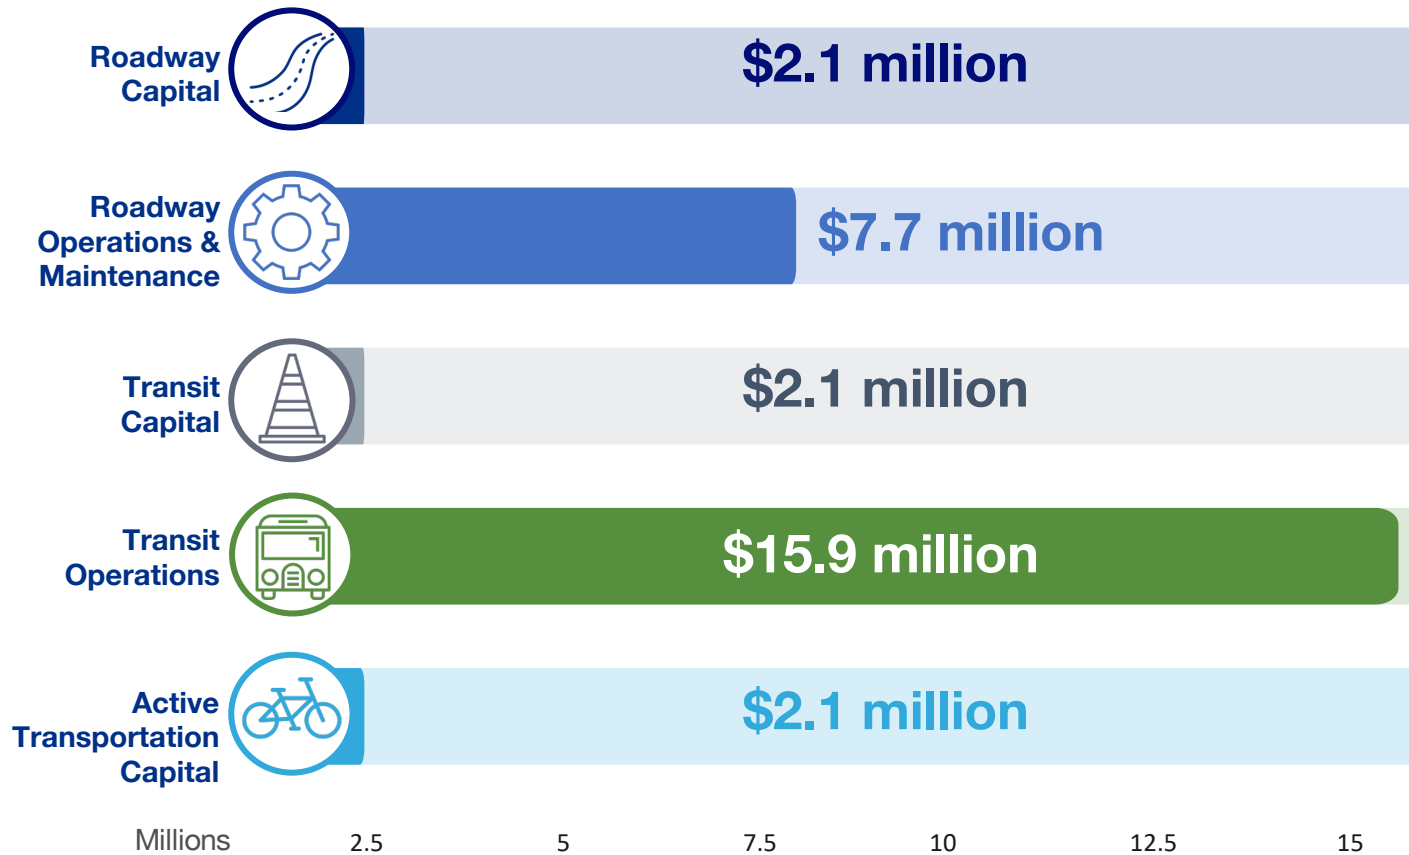 Roadway
Capital
$2.1 million
Roadway
Operations &
Maintenance
$7.7 million
Transit
Capital
$2.1 million
Transit
Operations
$15.9 million
Active
Transportation
Capital
$2.1 million
Millions 2.5 5 7.5 10 12.5 15